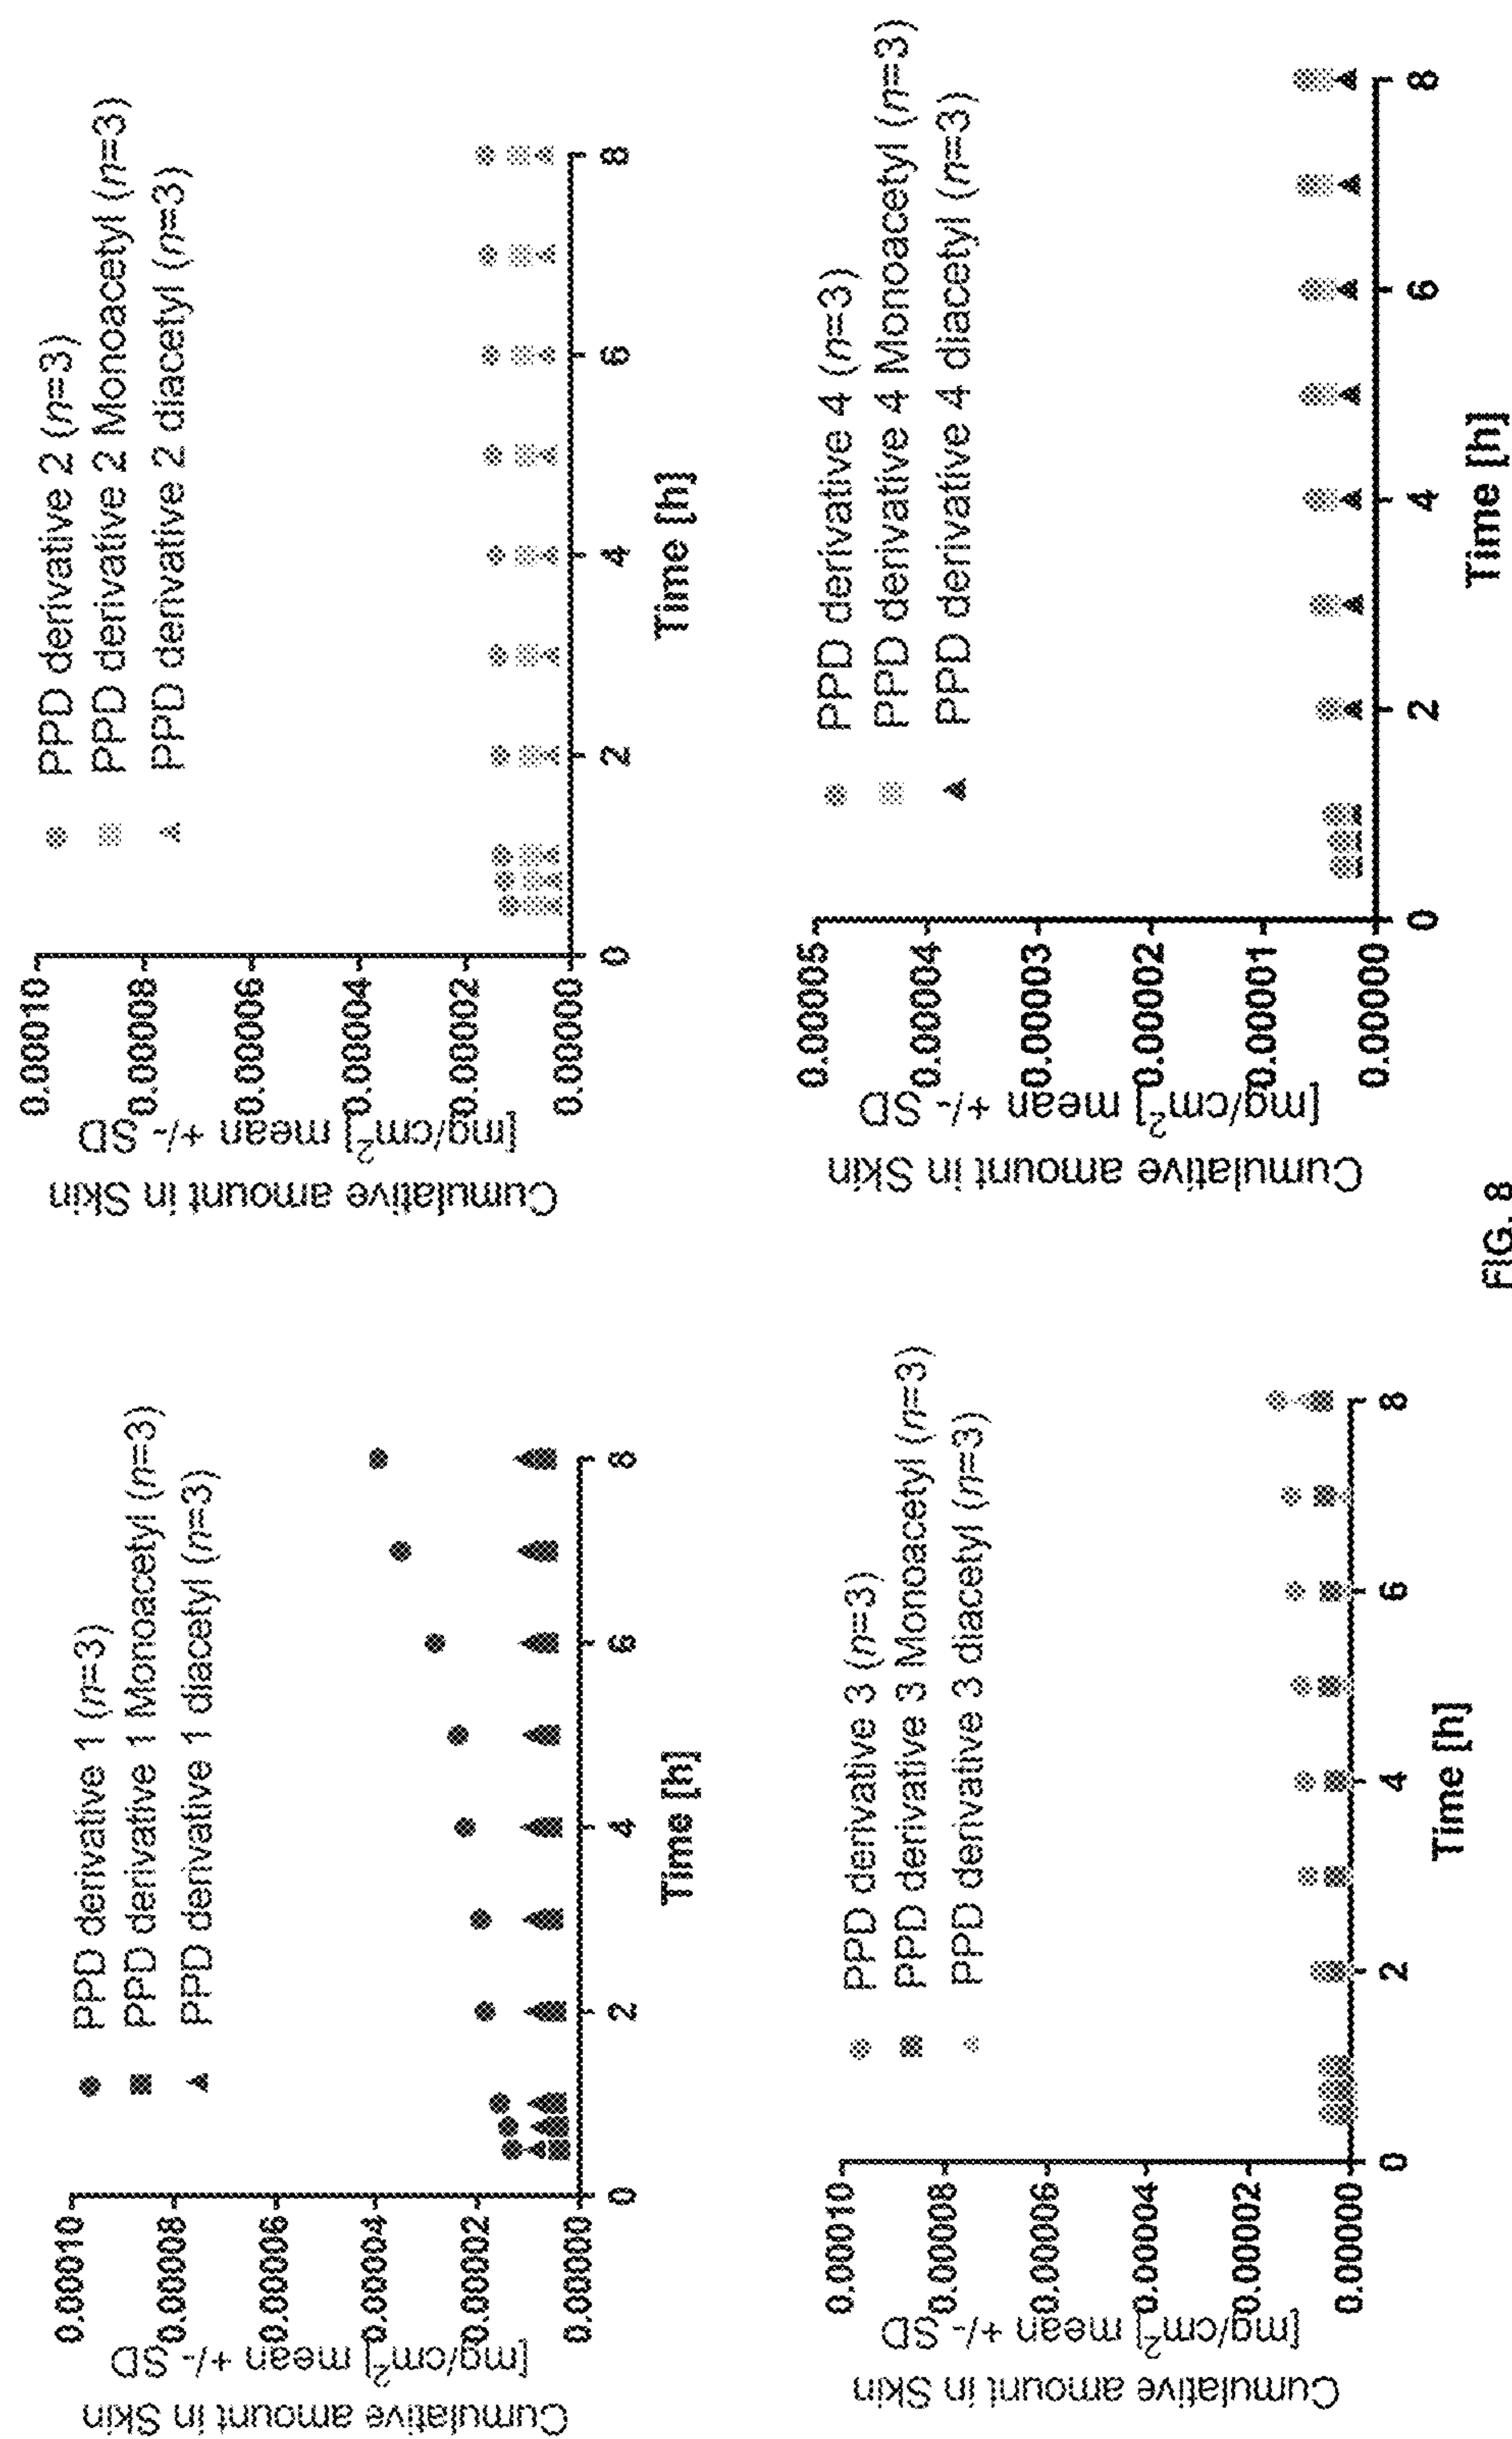 PPD derivative 1 (n=3)
PPD derivative 1 Monoacetyl (n=3)
PPD derivative 1 diacetyl (n=3)
Cumulative amount in Skin
[mg/cm2] mean +/- SD
0.00010
0.00008
0.00006
0.00004
0.00002
0.00000
0 2 4 6 8
Time [h]
PPD derivative 2 (n=3)
PPD derivative 2 Monoacetyl (n=3)
PPD derivative 2 diacetyl (n=3)
Cumulative amount in Skin
[mg/cm2] mean +/- SD
0.00010
0.00008
0.00006
0.00004
0.00002
0.00000
0 2 4 6 8
Time [h]
PPD derivative 3 (n=3)
PPD derivative 3 Monoacetyl (n=3)
PPD derivative 3 diacetyl (n=3)
Cumulative amount in Skin
[mg/cm2] mean +/- SD
0.00010
0.00008
0.00006
0.00004
0.00002
0.00000
0 2 4 6 8
Time [h]
PPD derivative 4 (n=3)
PPD derivative 4 Monoacetyl (n=3)
PPD derivative 4 diacetyl (n=3)
Cumulative amount in Skin
[mg/cm2] mean +/- SD
0.00005
0.00004
0.00003
0.00002
0.00001
0.00000
0 2 4 6 8
Time [h]
FIG. 8